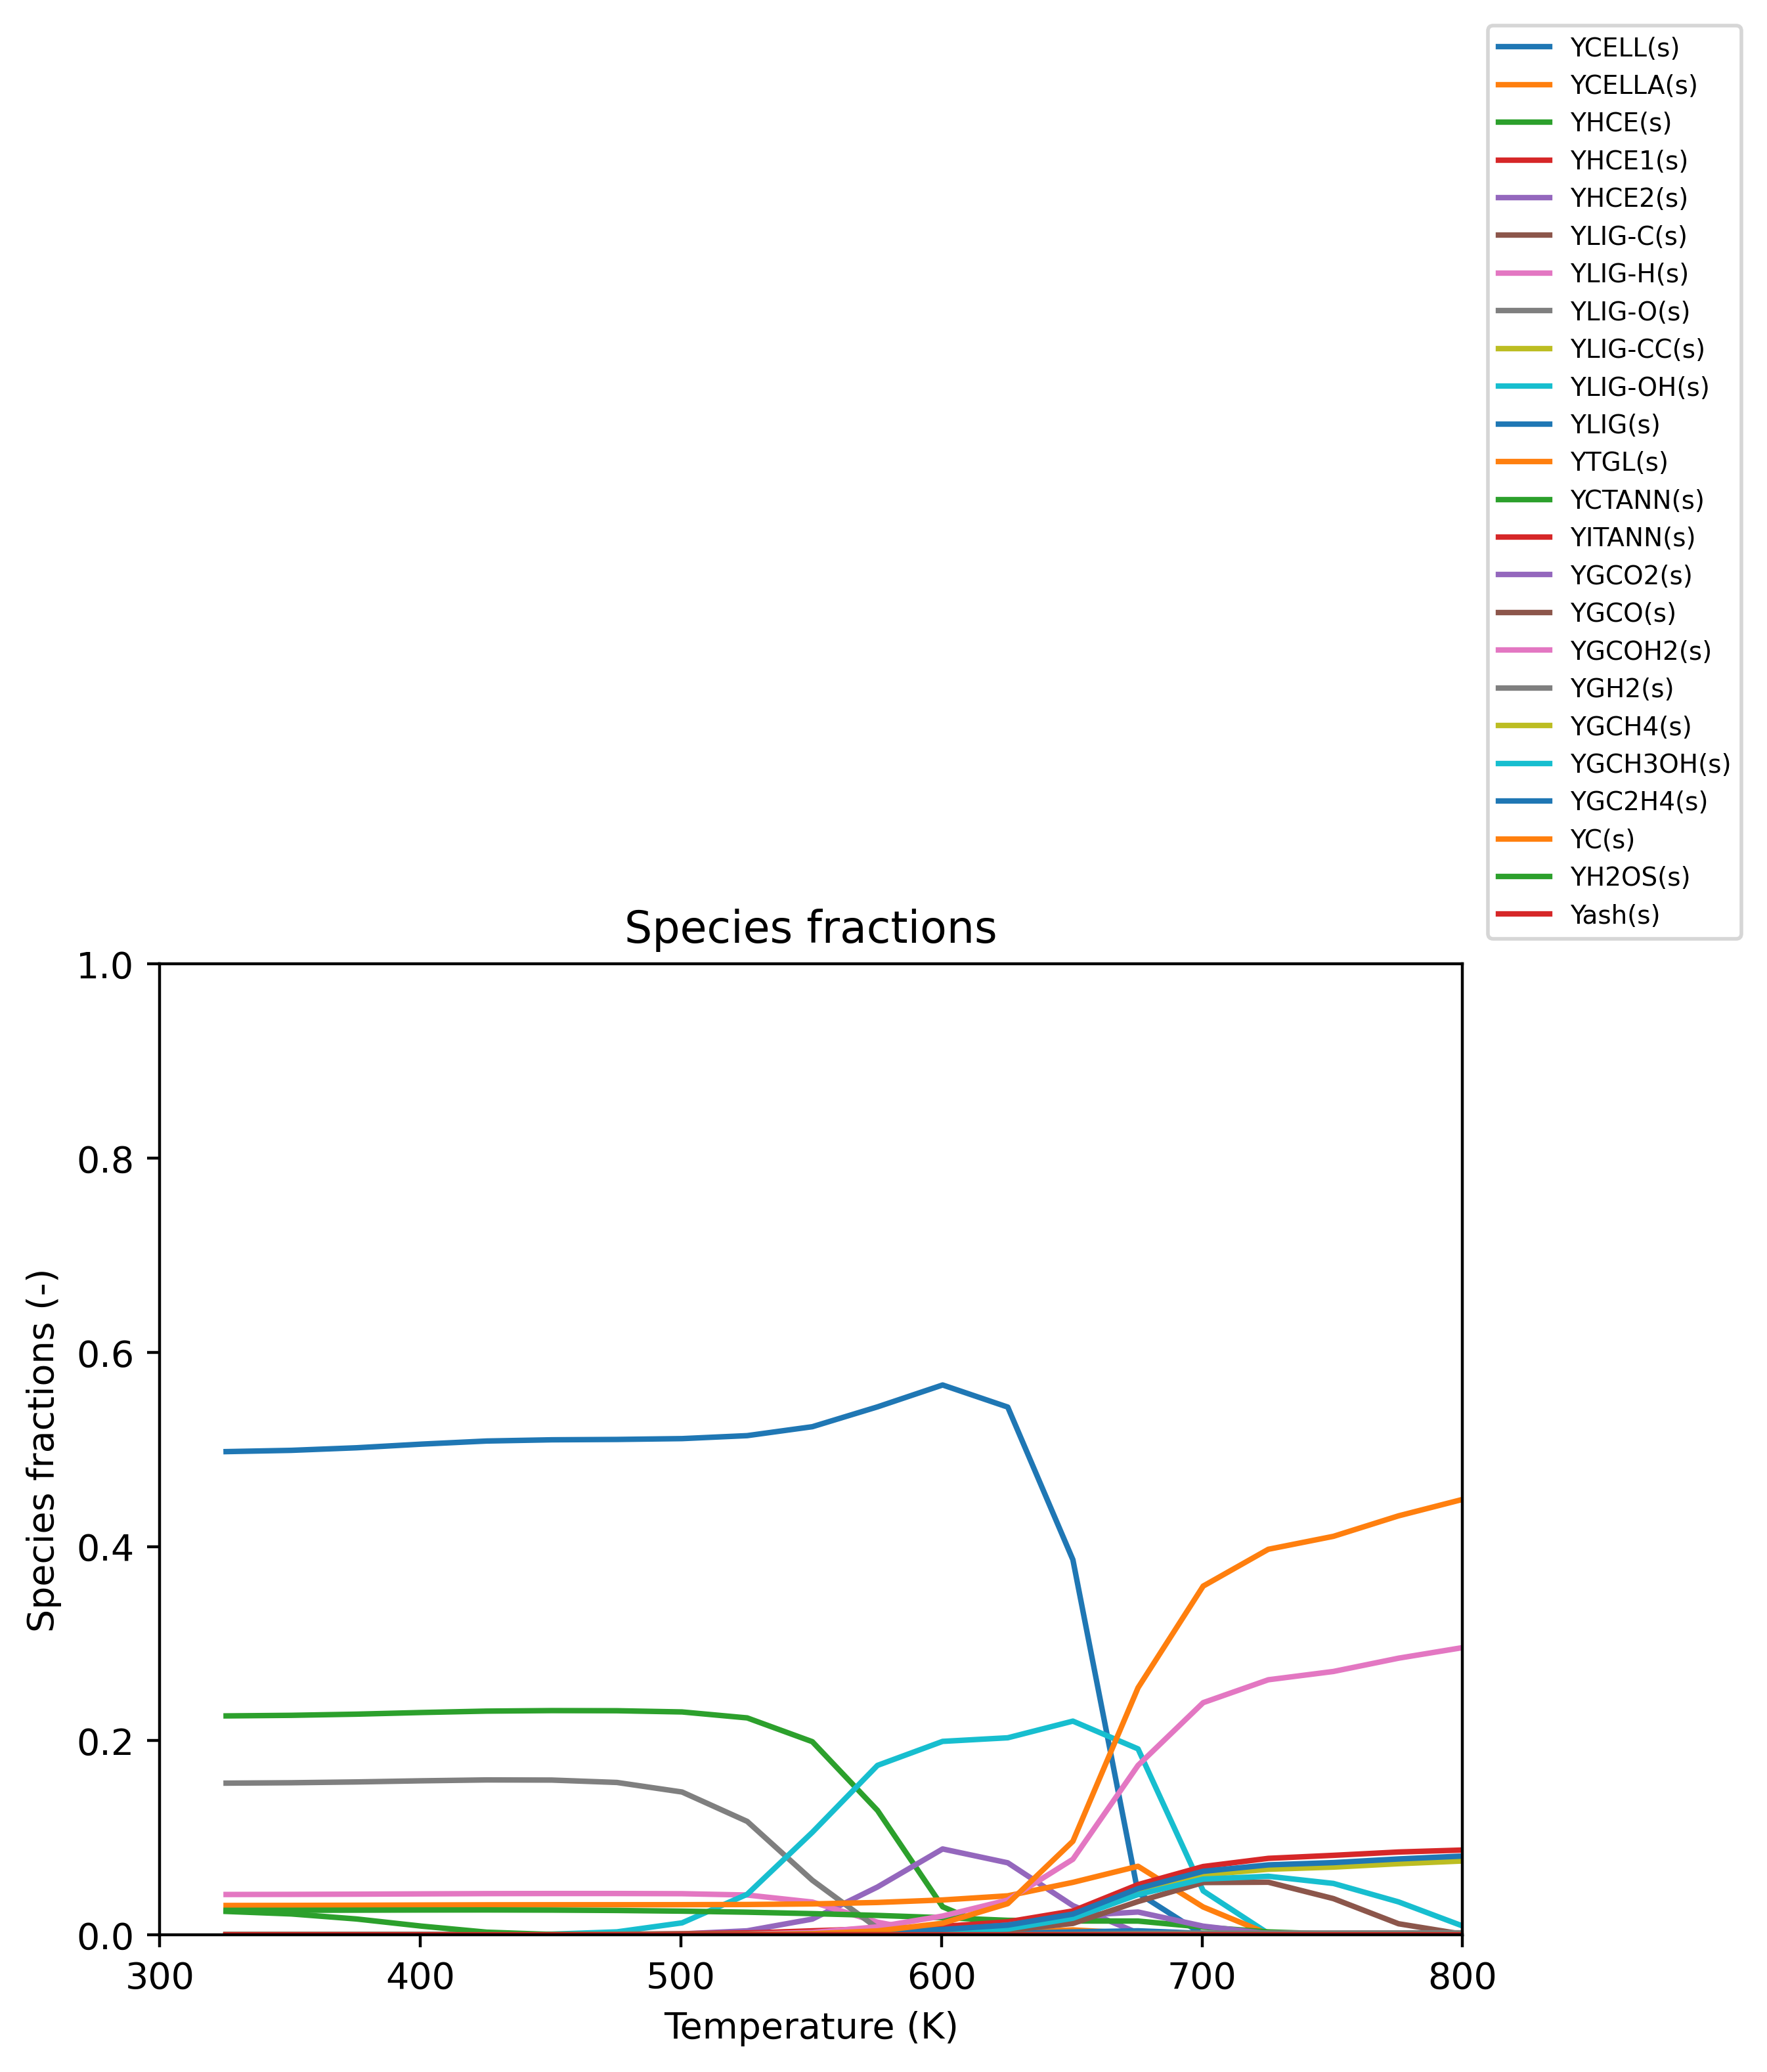 YCELL(s)
YCELLA(s)
YHCE(s)
YHCE1(s)
YHCE2(s)
YLIG-C(s)
YLIG-H(s)
YLIG-O(s)
YLIG-CC(s)
YLIG-OH(s)
YLIG(s)
YTGL(s)
YCTANN(s)
YITANN(s)
YGCO2(s)
YGCO(s)
YGCOH2(s)
YGH2(s)
YGCH4(s)
YGCH3OH(s)
YGC2H4(s)
YC(s)
YH2OS(s)
Yash(s)
Species fractions
1.0
0.8
0.6
0.4
0.2
0.0
Species fractions (-)
300 400 500 600 700 800
Temperature (K)